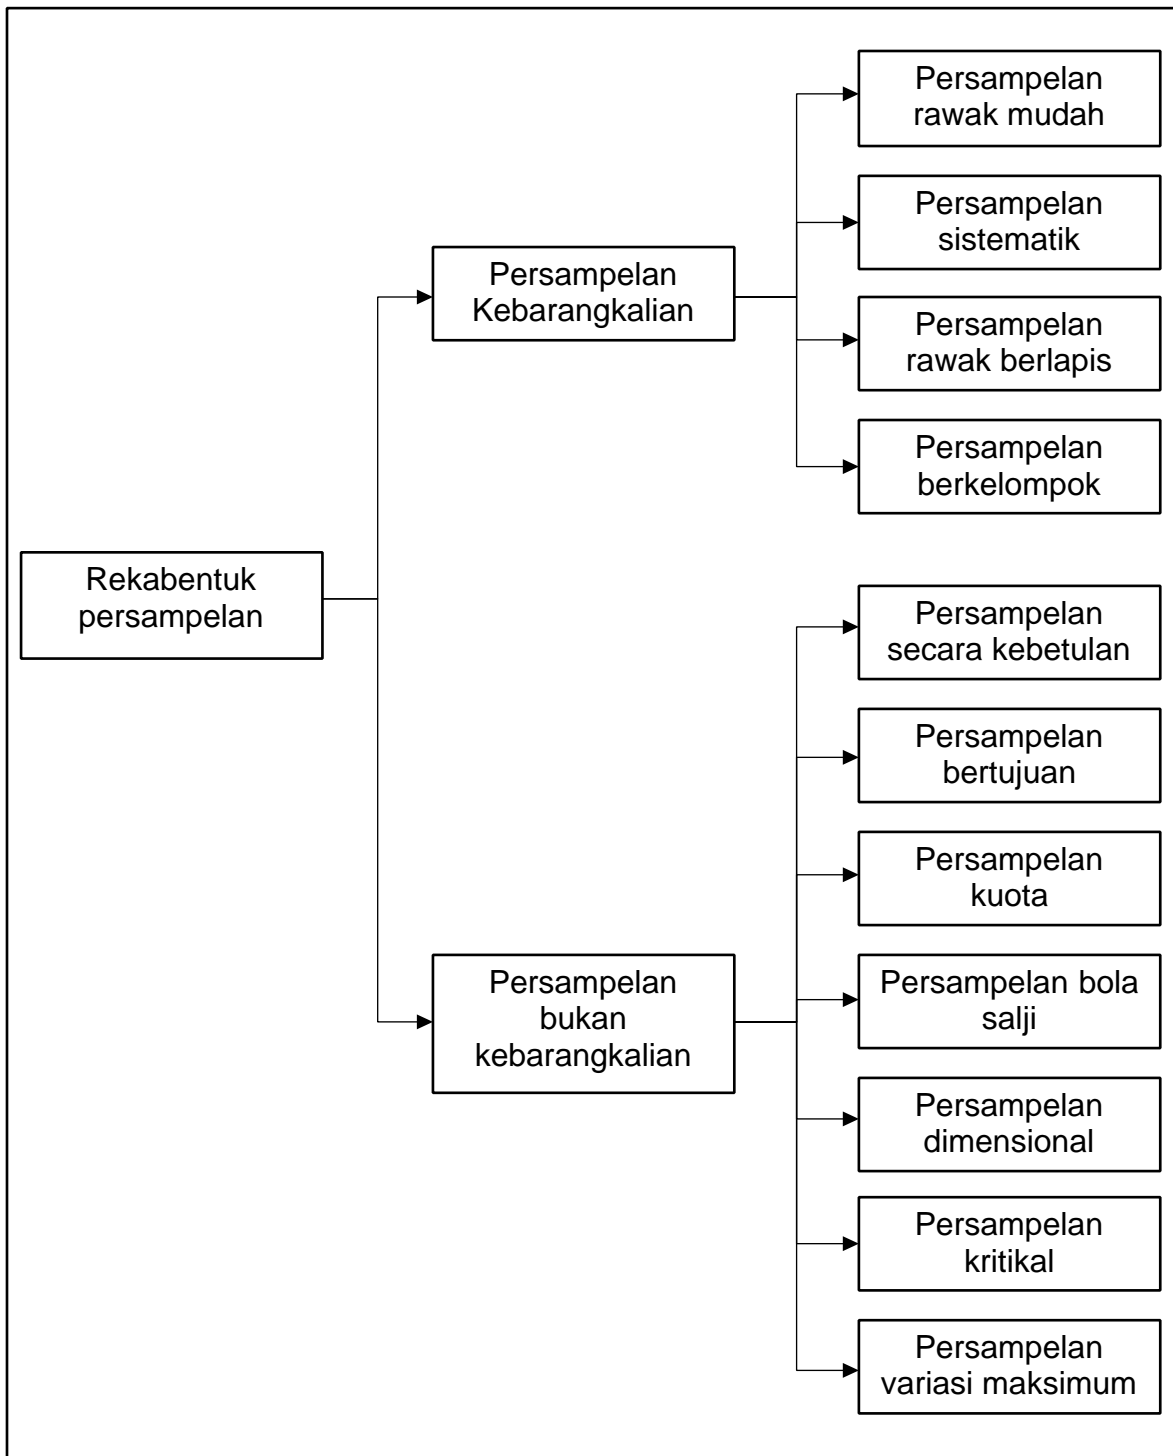 Persampelan
rawak mudah
Persampelan
sistematik
Persampelan
Kebarangkalian
Persampelan
rawak berlapis
Persampelan
berkelompok
Rekabentuk
persampelan
Persampelan
secara kebetulan
Persampelan
bertujuan
Persampelan
kuota
Persampelan
bukan
kebarangkalian
Persampelan bola
salji
Persampelan
dimensional
Persampelan
kritikal
Persampelan
variasi maksimum